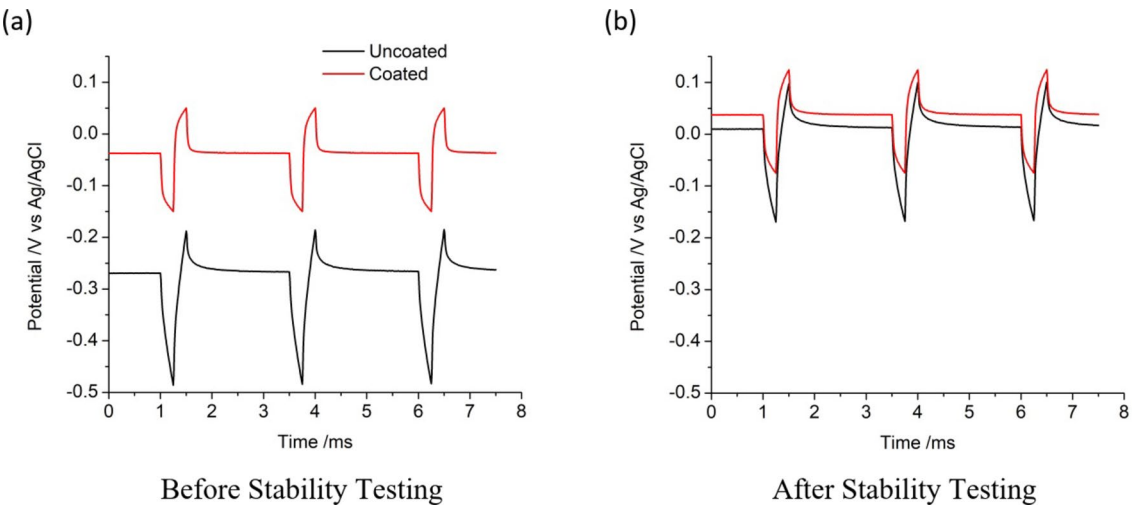 (a)
Uncoated
Coated
Potential /V vs Ag/AgCl
0.1
0.0
-0.1
-0.2
-0.3
-0.4
-0.5
0 1 2 3 4 5 6 7 8
Time /ms
Before Stability Testing
(b)
Potential /V vs Ag/AgCl
0.1
0.0
-0.1
-0.2
-0.3
-0.4
-0.5
0 1 2 3 4 5 6 7 8
Time /ms
After Stability Testing